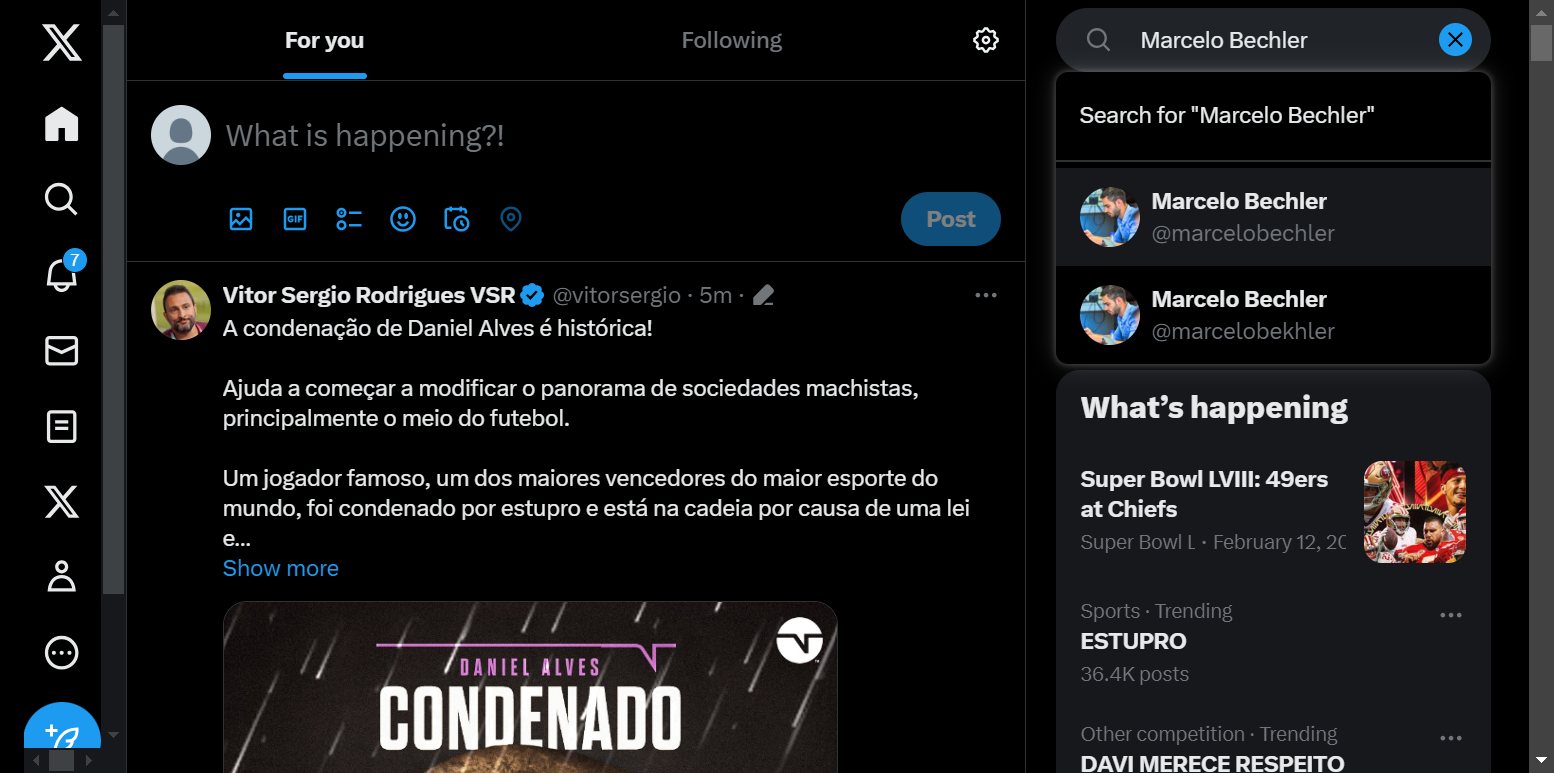 For you
Following
What is happening?!
GIF
Post
7
Vitor Sergio Rodrigues VSR @vitorsergio · 5m ·
A condenação de Daniel Alves é histórica!
Ajuda a começar a modificar o panorama de sociedades machistas,
principalmente o meio do futebol.
Um jogador famoso, um dos maiores vencedores do maior esporte do
mundo, foi condenado por estupro e está na cadeia por causa de uma lei
e...
Show more
DANIEL ALVES
CONDENADO
Marcelo Bechler
Search for "Marcelo Bechler"
Marcelo Bechler
@marcelobechler
Marcelo Bechler
@marcelobekhler
What's happening
Super Bowl LVIII: 49ers
at Chiefs
Super Bowl L · February 12, 20
Sports · Trending
ESTUPRO
36.4K posts
Other competition · Trending
DAVI MERECE RESPEITO